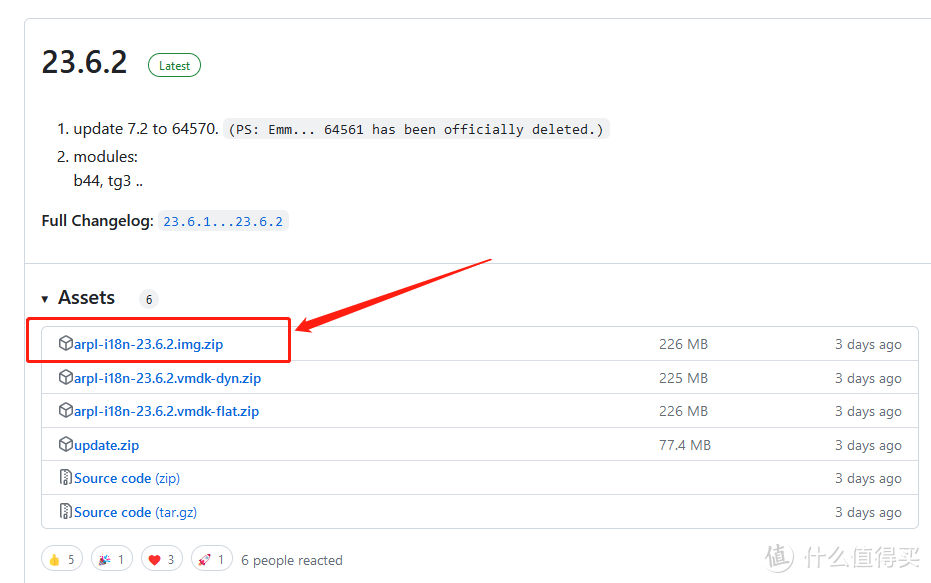 23.6.2 Latest
1. update 7.2 to 64570. (PS: Emm... 64561 has been officially deleted.)
2. modules:
b44, tg3 ..
Full Changelog: 23.6.1...23.6.2
Assets 6
arpl-i18n-23.6.2.img.zip 226 MB 3 days ago
arpl-i18n-23.6.2.vmdk-dyn.zip 225 MB 3 days ago
arpl-i18n-23.6.2.vmdk-flat.zip 226 MB 3 days ago
update.zip 77.4 MB 3 days ago
Source code (zip) 3 days ago
Source code (tar.gz) 3 days ago
5 1 3 1 6 people reacted
值 什么值得买